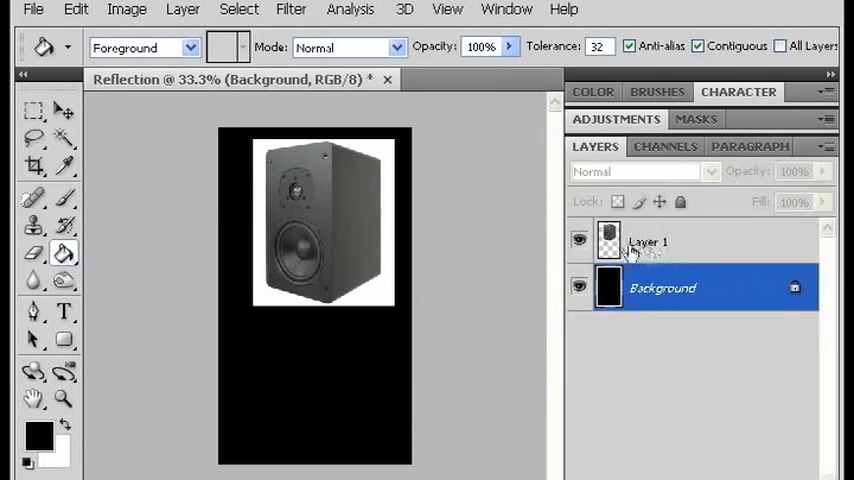 File Edit Image Layer Select Filter Analysis 3D View Window Help
Foreground Mode: Normal Opacity: 100% Tolerance: 32 Anti-alias Contiguous All Layers
Reflection @ 33.3% (Background, RGB/8) *
COLOR BRUSHES CHARACTER
ADJUSTMENTS MASKS
LAYERS CHANNELS PARAGRAPH
Normal Opacity: 100%
Lock: Fill: 100%
Layer 1
Background